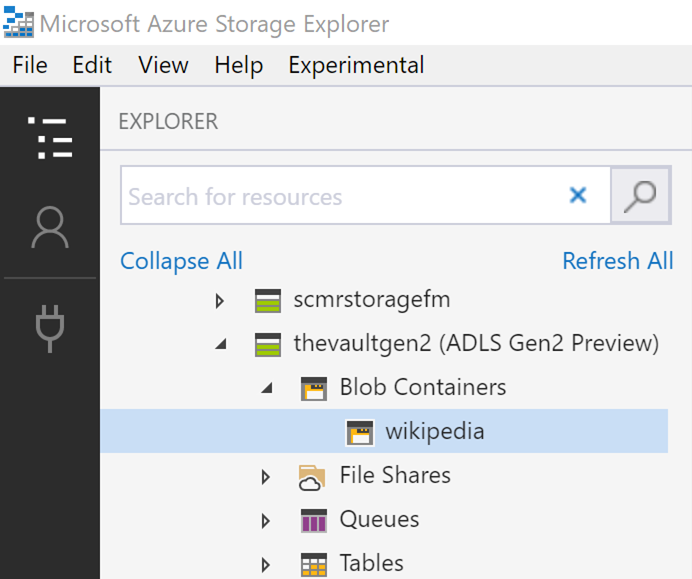 Microsoft Azure Storage Explorer
File Edit View Help Experimental
EXPLORER
Search for resources
Collapse All Refresh All
scmrstoragefm
thevaultgen2 (ADLS Gen2 Preview)
Blob Containers
wikipedia
File Shares
Queues
Tables